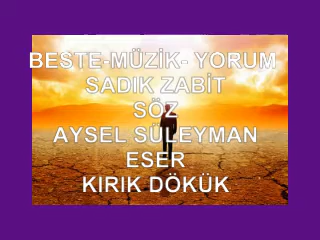 BESTE-MÜZİK- YORUM
SADIK ZABİT
SÖZ
AYSEL SÜLEYMAN
ESER
KIRIK DÖKÜK